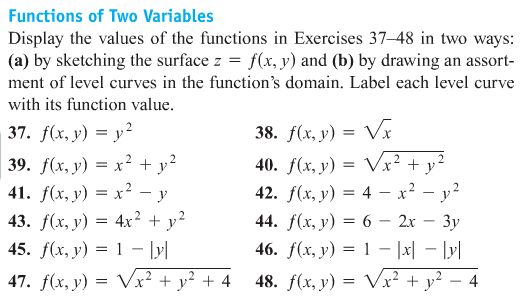 Functions of Two Variables
Display the values of the functions in Exercises 37–48 in two ways:
(a) by sketching the surface z = f(x, y) and (b) by drawing an assort-
ment of level curves in the function's domain. Label each level curve
with its function value.
37. f(x, y) = y² 38. f(x, y) = √x
39. f(x, y) = x² + y² 40. f(x, y) = √(x² + y²)
41. f(x, y) = x² − y 42. f(x, y) = 4 − x² − y²
43. f(x, y) = 4x² + y² 44. f(x, y) = 6 − 2x − 3y
45. f(x, y) = 1 − |y| 46. f(x, y) = 1 − |x| − |y|
47. f(x, y) = √(x² + y² + 4) 48. f(x, y) = √(x² + y² − 4)